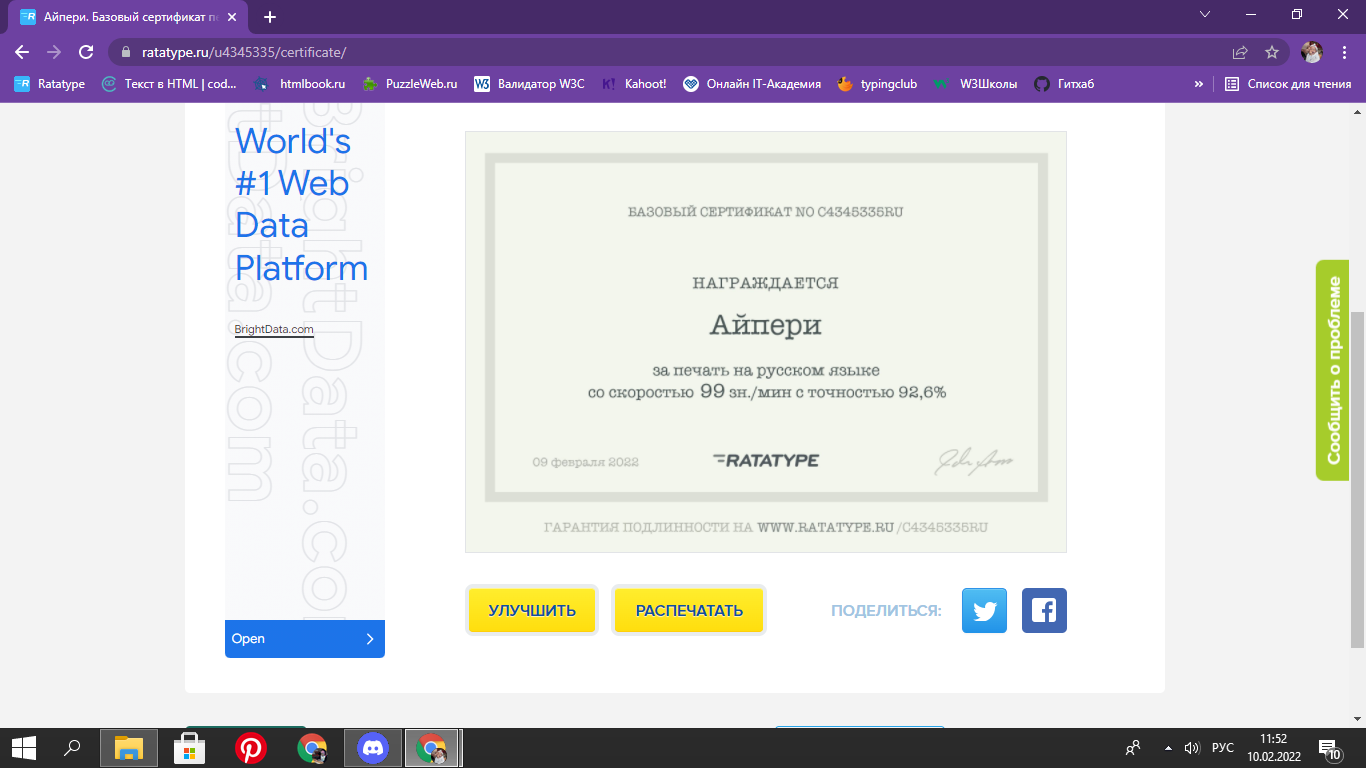 Айпери. Базовый сертификат п
ratatype.ru/u4345335/certificate/
Ratatype
Текст в HTML | cod...
htmlbook.ru
PuzzleWeb.ru
Валидатор W3C
Kahoot!
Онлайн IT-Академия
typingclub
W3Школы
Гитхаб
»
Список для чтения
World's
#1 Web
Data
Platform
BrightData.com
BrightData.com
BrightData.com
Open
БАЗОВЫЙ СЕРТИФИКАТ NO C4345335RU
НАГРАЖДАЕТСЯ
Айпери
за печать на русском языке
со скоростью 99 зн./мин с точностью 92,6%
09 февраля 2022
RATATYPE
ГАРАНТИЯ ПОДЛИННОСТИ НА WWW.RATATYPE.RU/C4345335RU
УЛУЧШИТЬ
РАСПЕЧАТАТЬ
ПОДЕЛИТЬСЯ:
Сообщить о проблеме
РУС
11:52
10.02.2022
10